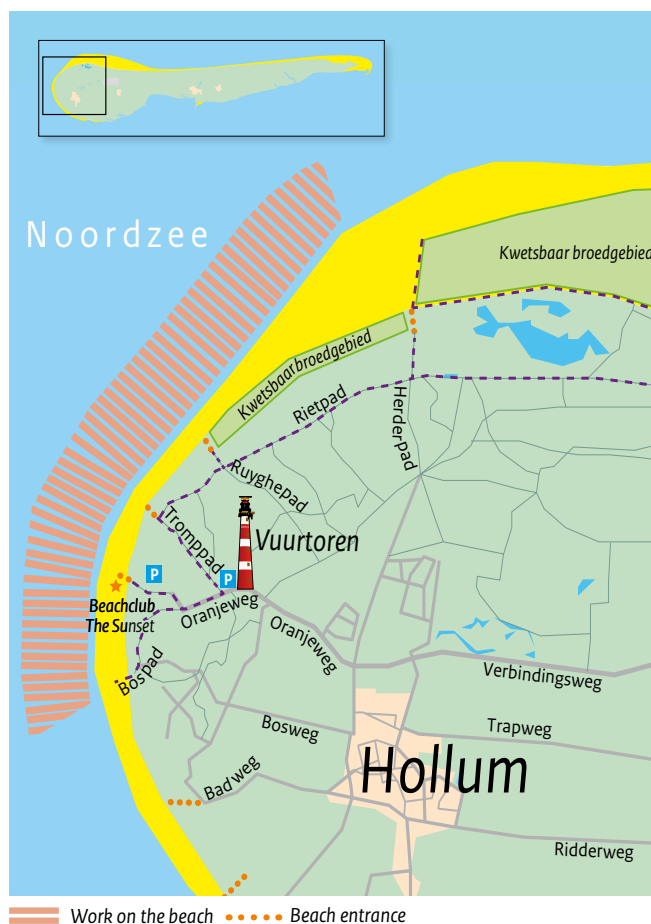 Noordzee
Kwetsbaar broedgebied
Kwetsbaar broedgebied
Rietpad
Herderpad
Ruyghepad
Tromppad
Vuurtoren
P
P
Beachclub
The Sunset
Oranjeweg
Oranjeweg
Bospad
Verbindingsweg
Bosweg
Trapweg
Hollum
Badweg
Ridderweg
Work on the beach
Beach entrance